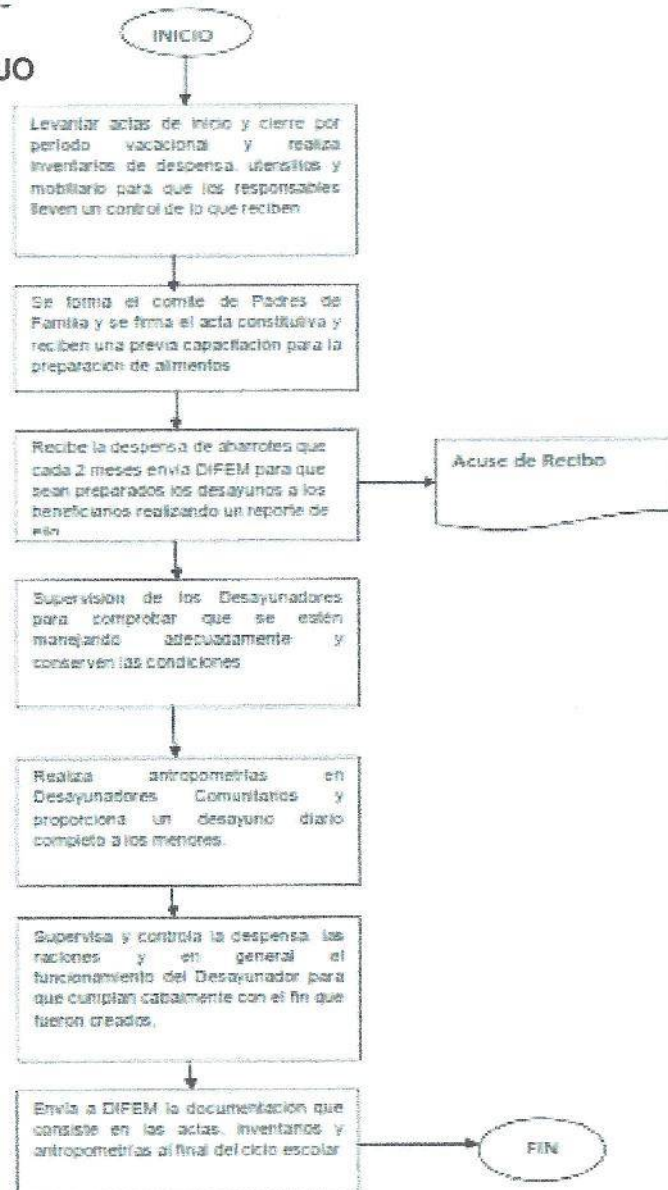 INICIO
JO
Levantar actas de inicio y cierre por
periodo vacacional y realiza
inventarios de despensa, utensilios y
mobiliario para que los responsables
lleven un control de lo que reciben
Se forma el comite de Padres de
Familia y se firma el acta constitutiva y
reciben una previa capacitación para la
preparación de alimentos
Recibe la despensa de abarrotes que
cada 2 meses envia DIFEM para que
sean preparados los desayunos a los
beneficiarios realizando un reporte de
Acuse de Recibo
Supervisión de los Desayunadores
para comprobar que se estén
manejando adecuadamente y
conserven las condiciones
Realiza antropometrías en
Desayunadores Comunitarios y
proporciona un desayuno diario
completo a los menores.
Supervisa y controla la despensa, las
raciones y en general el
funcionamiento del Desayunador para
que cumplan cabalmente con el fin que
fueron creados.
Envía a DIFEM la documentación que
consiste en las actas, inventarios y
antropometrías al final del ciclo escolar
FIN